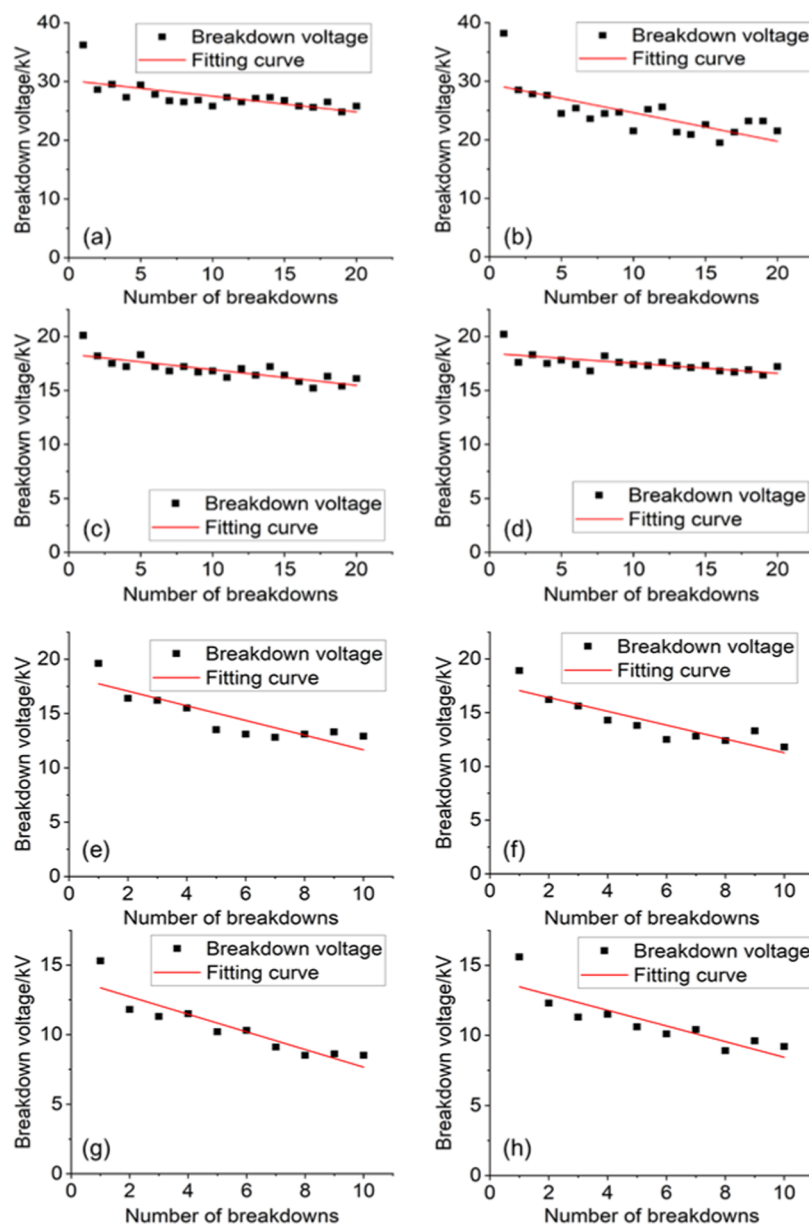 40
30
20
10
0
Breakdown voltage/kV
Breakdown voltage
Fitting curve
(a)
0 5 10 15 20
Number of breakdowns
40
30
20
10
0
Breakdown voltage/kV
Breakdown voltage
Fitting curve
(b)
0 5 10 15 20
Number of breakdowns
20
15
10
5
0
Breakdown voltage/kV
Breakdown voltage
Fitting curve
(c)
0 5 10 15 20
Number of breakdowns
20
15
10
5
0
Breakdown voltage/kV
Breakdown voltage
Fitting curve
(d)
0 5 10 15 20
Number of breakdowns
20
15
10
5
0
Breakdown voltage/kV
Breakdown voltage
Fitting curve
(e)
0 2 4 6 8 10
Number of breakdowns
20
15
10
5
0
Breakdown voltage/kV
Breakdown voltage
Fitting curve
(f)
0 2 4 6 8 10
Number of breakdowns
15
10
5
0
Breakdown voltage/kV
Breakdown voltage
Fitting curve
(g)
0 2 4 6 8 10
Number of breakdowns
15
10
5
0
Breakdown voltage/kV
Breakdown voltage
Fitting curve
(h)
0 2 4 6 8 10
Number of breakdowns